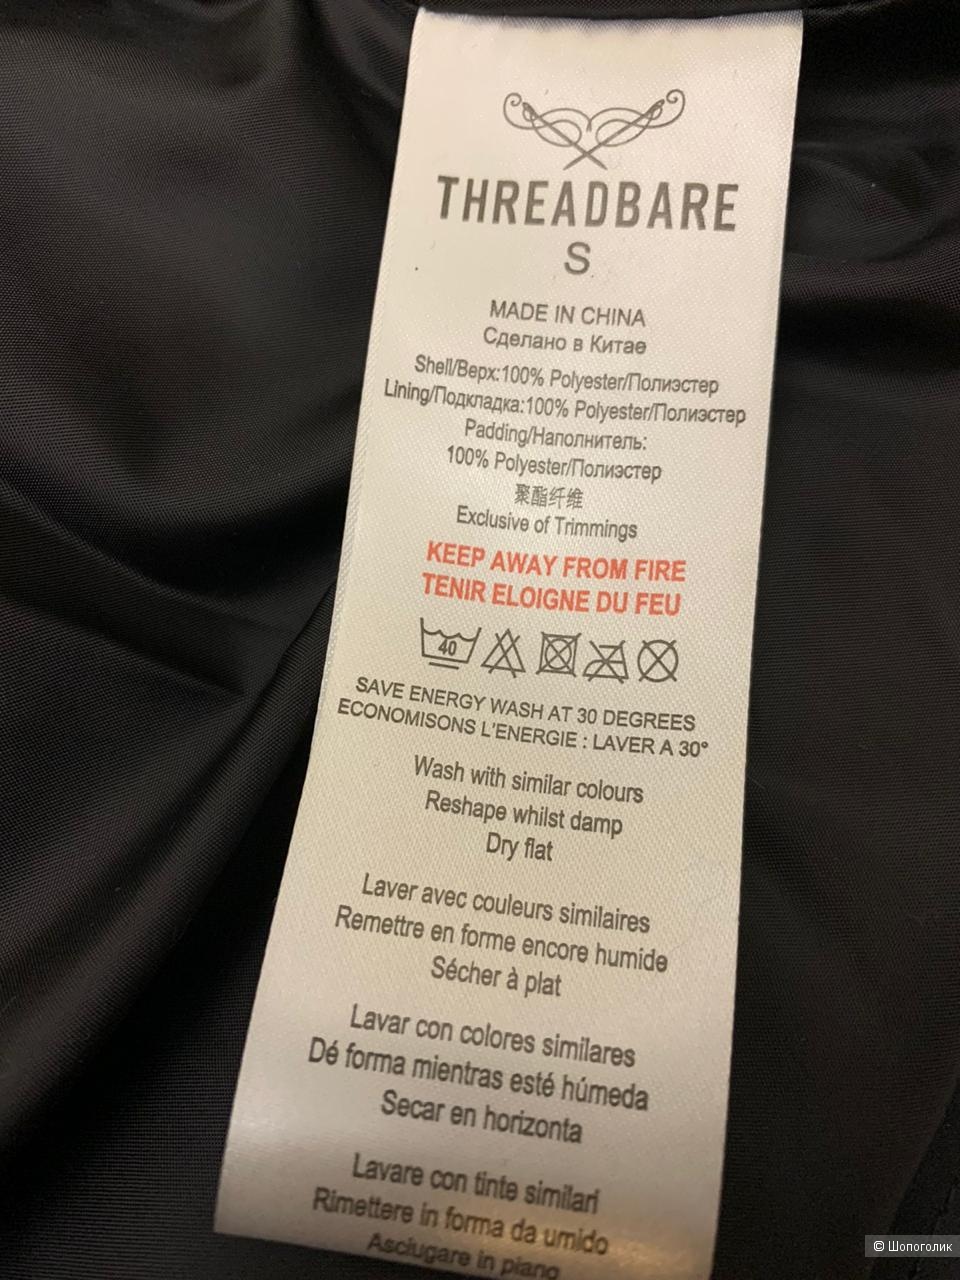 THREADBARE
S
MADE IN CHINA
Сделано в Китае
Shell/Верх:100% Polyester/Полиэстер
Lining/Подкладка:100% Polyester/Полиэстер
Padding/Наполнитель:
100% Polyester/Полиэстер
聚酯纤维
Exclusive of Trimmings
KEEP AWAY FROM FIRE
TENIR ELOIGNE DU FEU
40
SAVE ENERGY WASH AT 30 DEGREES
ECONOMISONS L'ENERGIE : LAVER A 30°
Wash with similar colours
Reshape whilst damp
Dry flat
Laver avec couleurs similaires
Remettre en forme encore humide
Sécher à plat
Lavar con colores similares
Dé forma mientras esté húmeda
Secar en horizonta
Lavare con tinte similari
Rimettere in forma da umido
Asciugare in piano
© Шопоголик